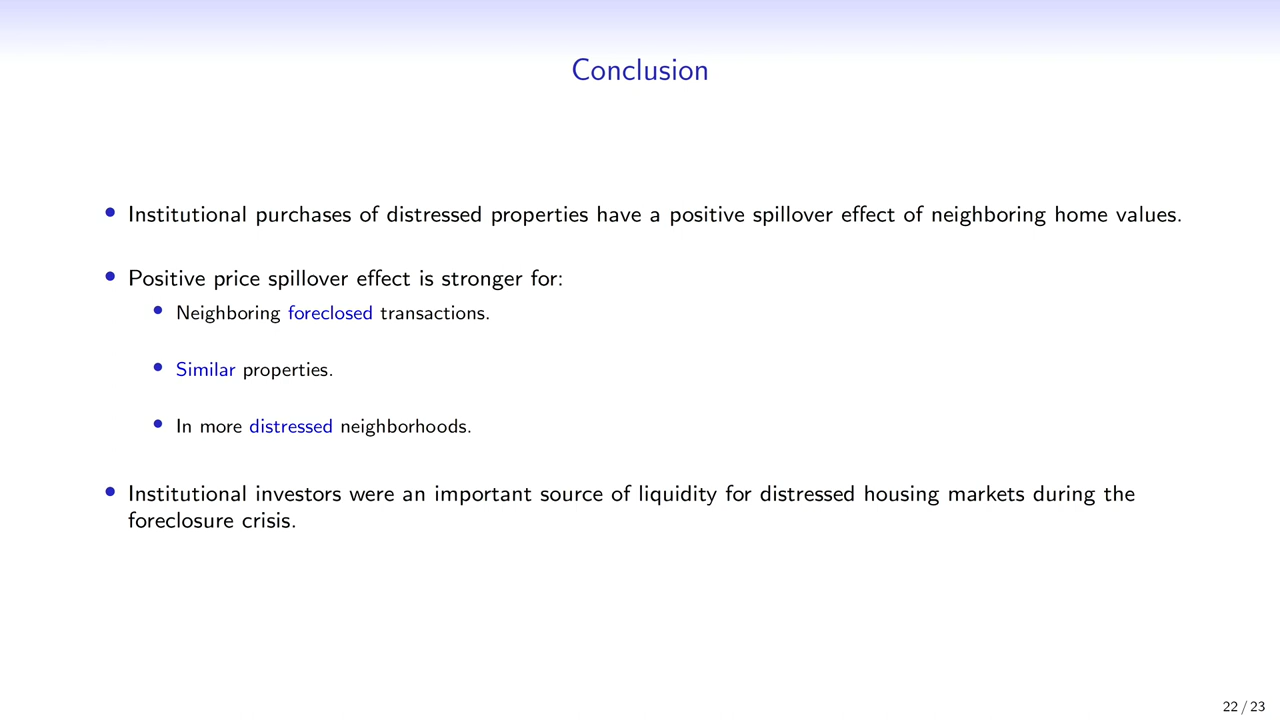 Conclusion
• Institutional purchases of distressed properties have a positive spillover effect of neighboring home values.
• Positive price spillover effect is stronger for:
• Neighboring foreclosed transactions.
• Similar properties.
• In more distressed neighborhoods.
• Institutional investors were an important source of liquidity for distressed housing markets during the
foreclosure crisis.
22 / 23